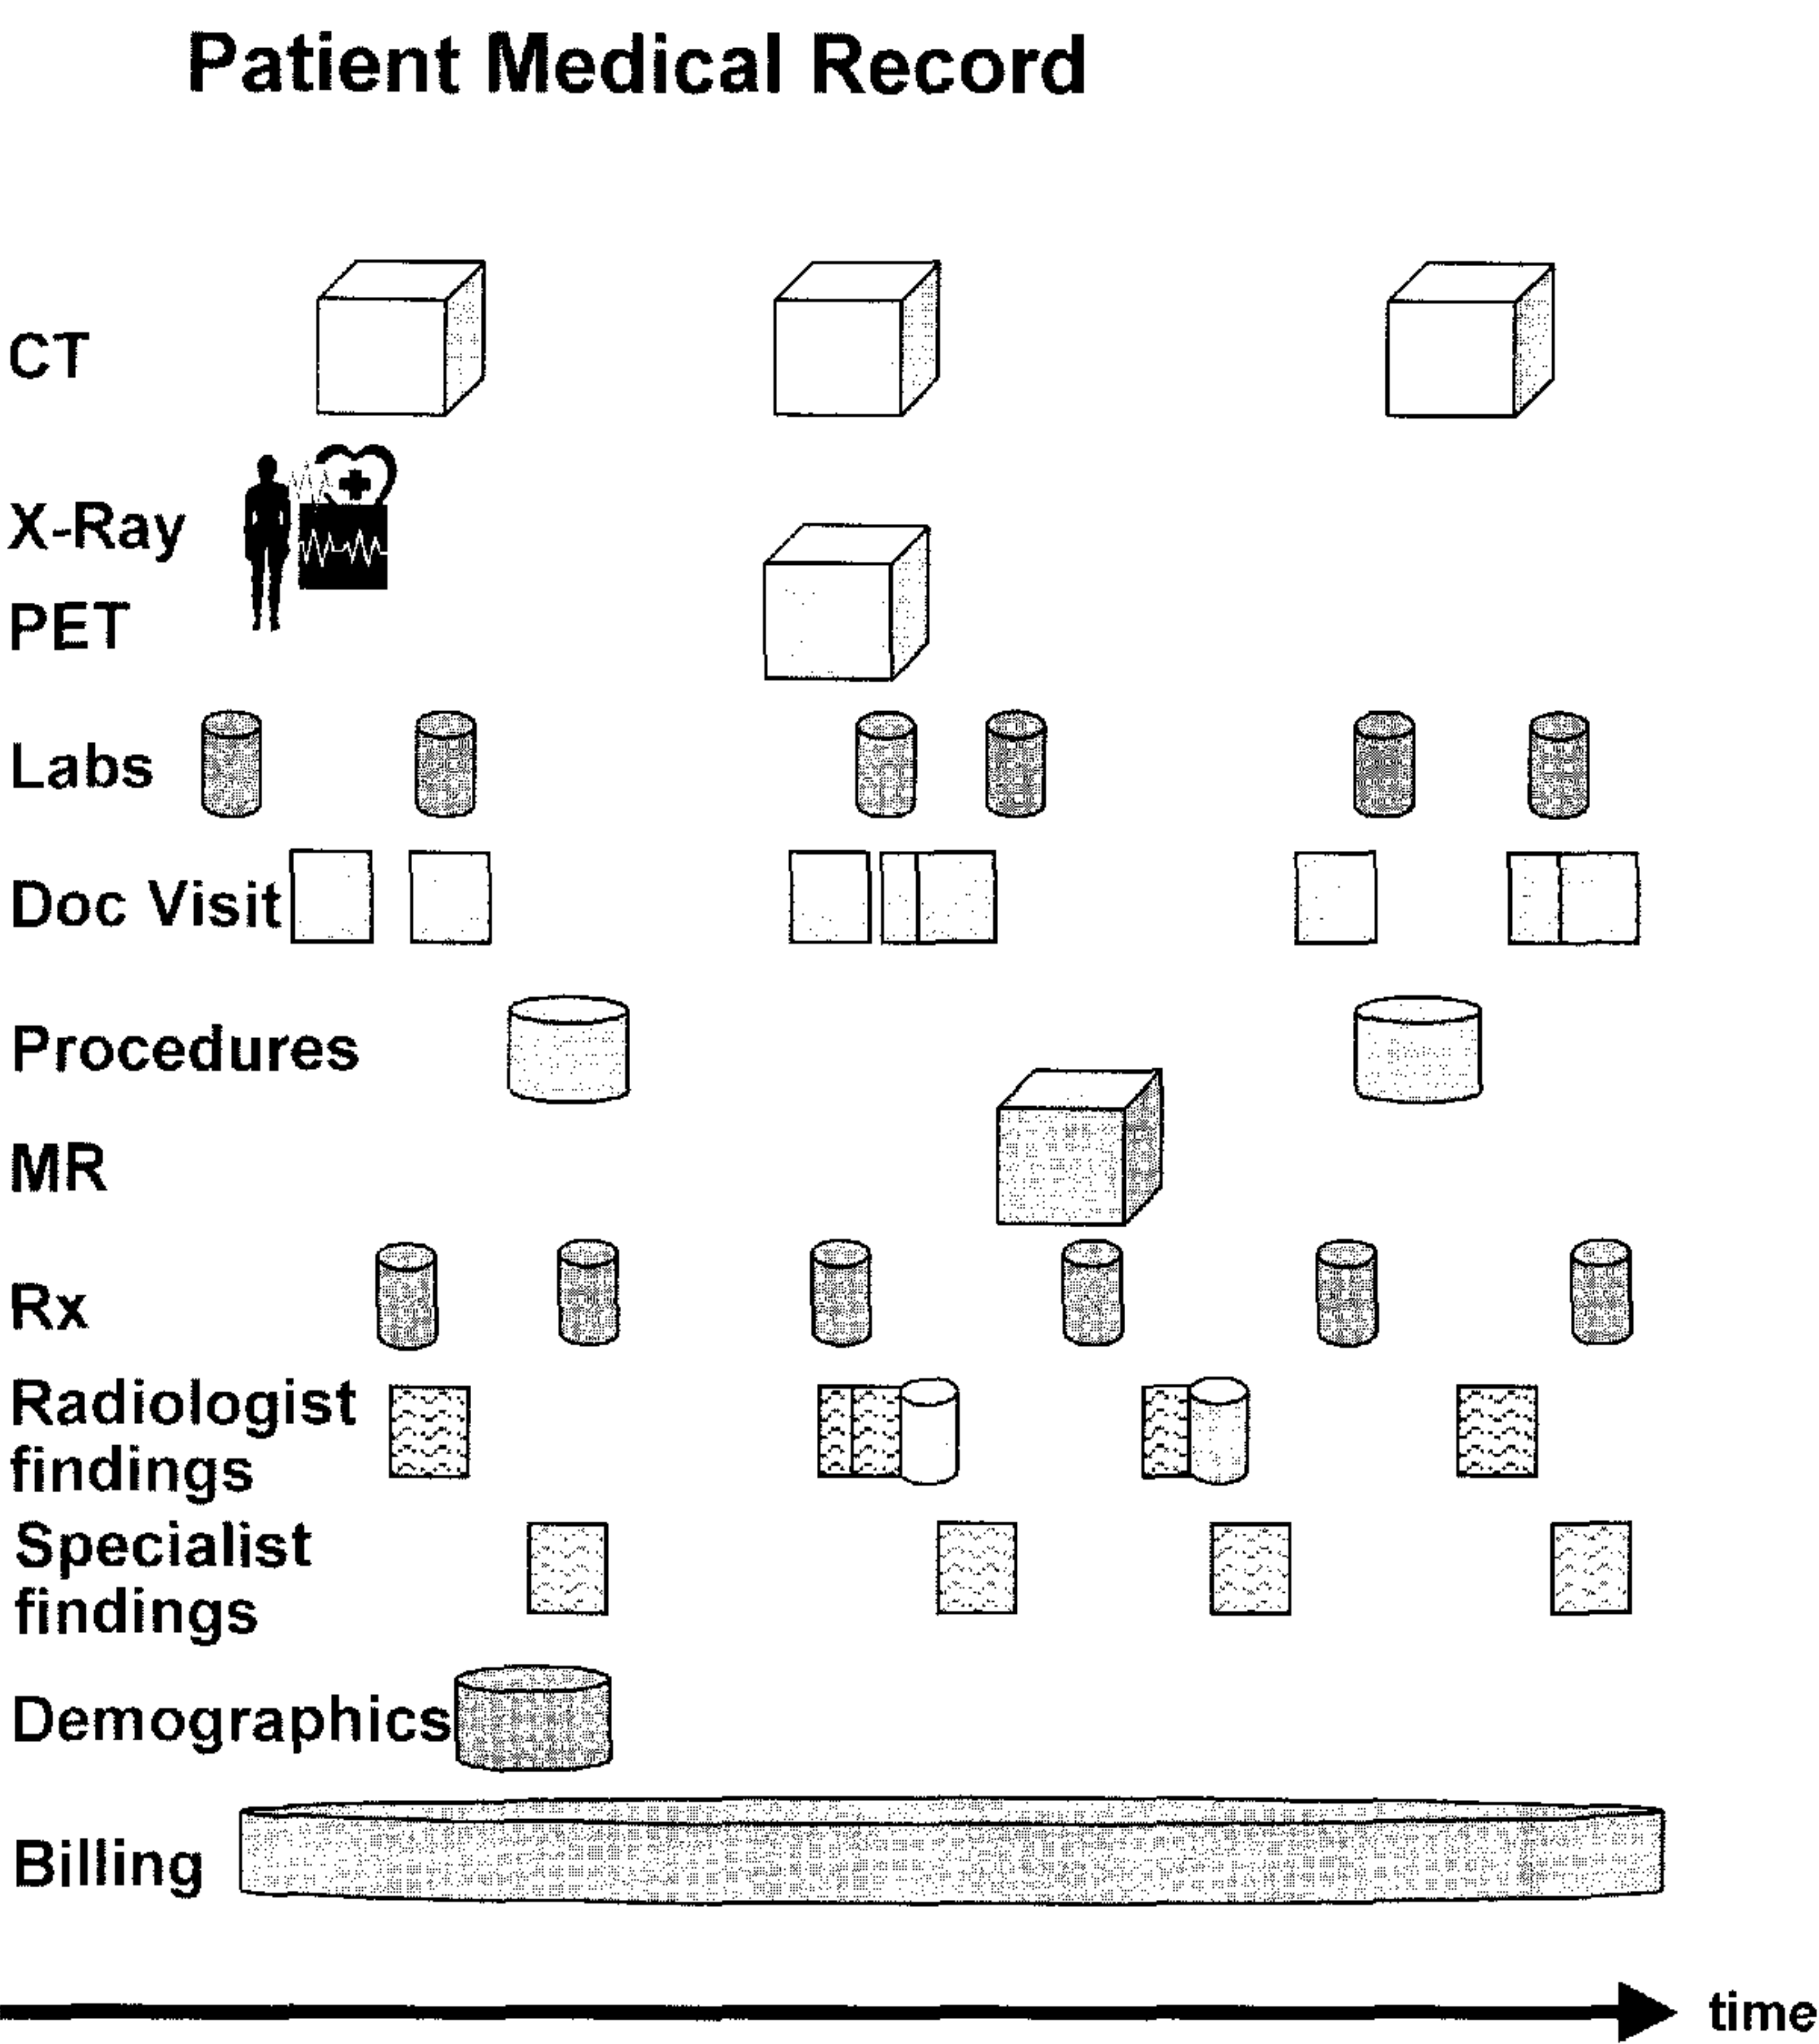 Patient Medical Record
CT
X-Ray
PET
Labs
Doc Visit
Procedures
MR
Rx
Radiologist
findings
Specialist
findings
Demographics
Billing
time